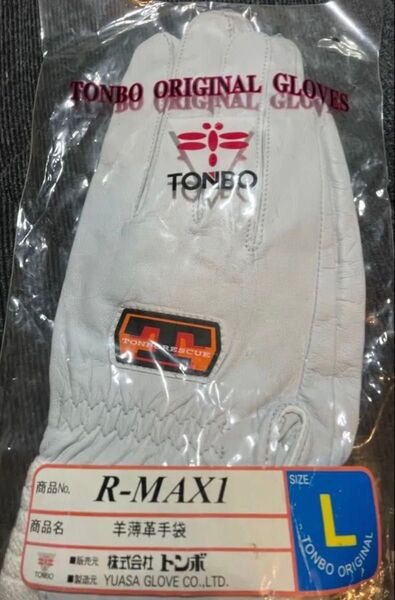 TONBO ORIGINAL GLOVES
TONBO
TONBO RESCUE
商品No. R-MAX1
商品名 羊薄革手袋
SIZE
L
TONBO ORIGINAL
TONBO
■販売元 株式会社 トンボ
■製造元 YUASA GLOVE CO.,LTD.